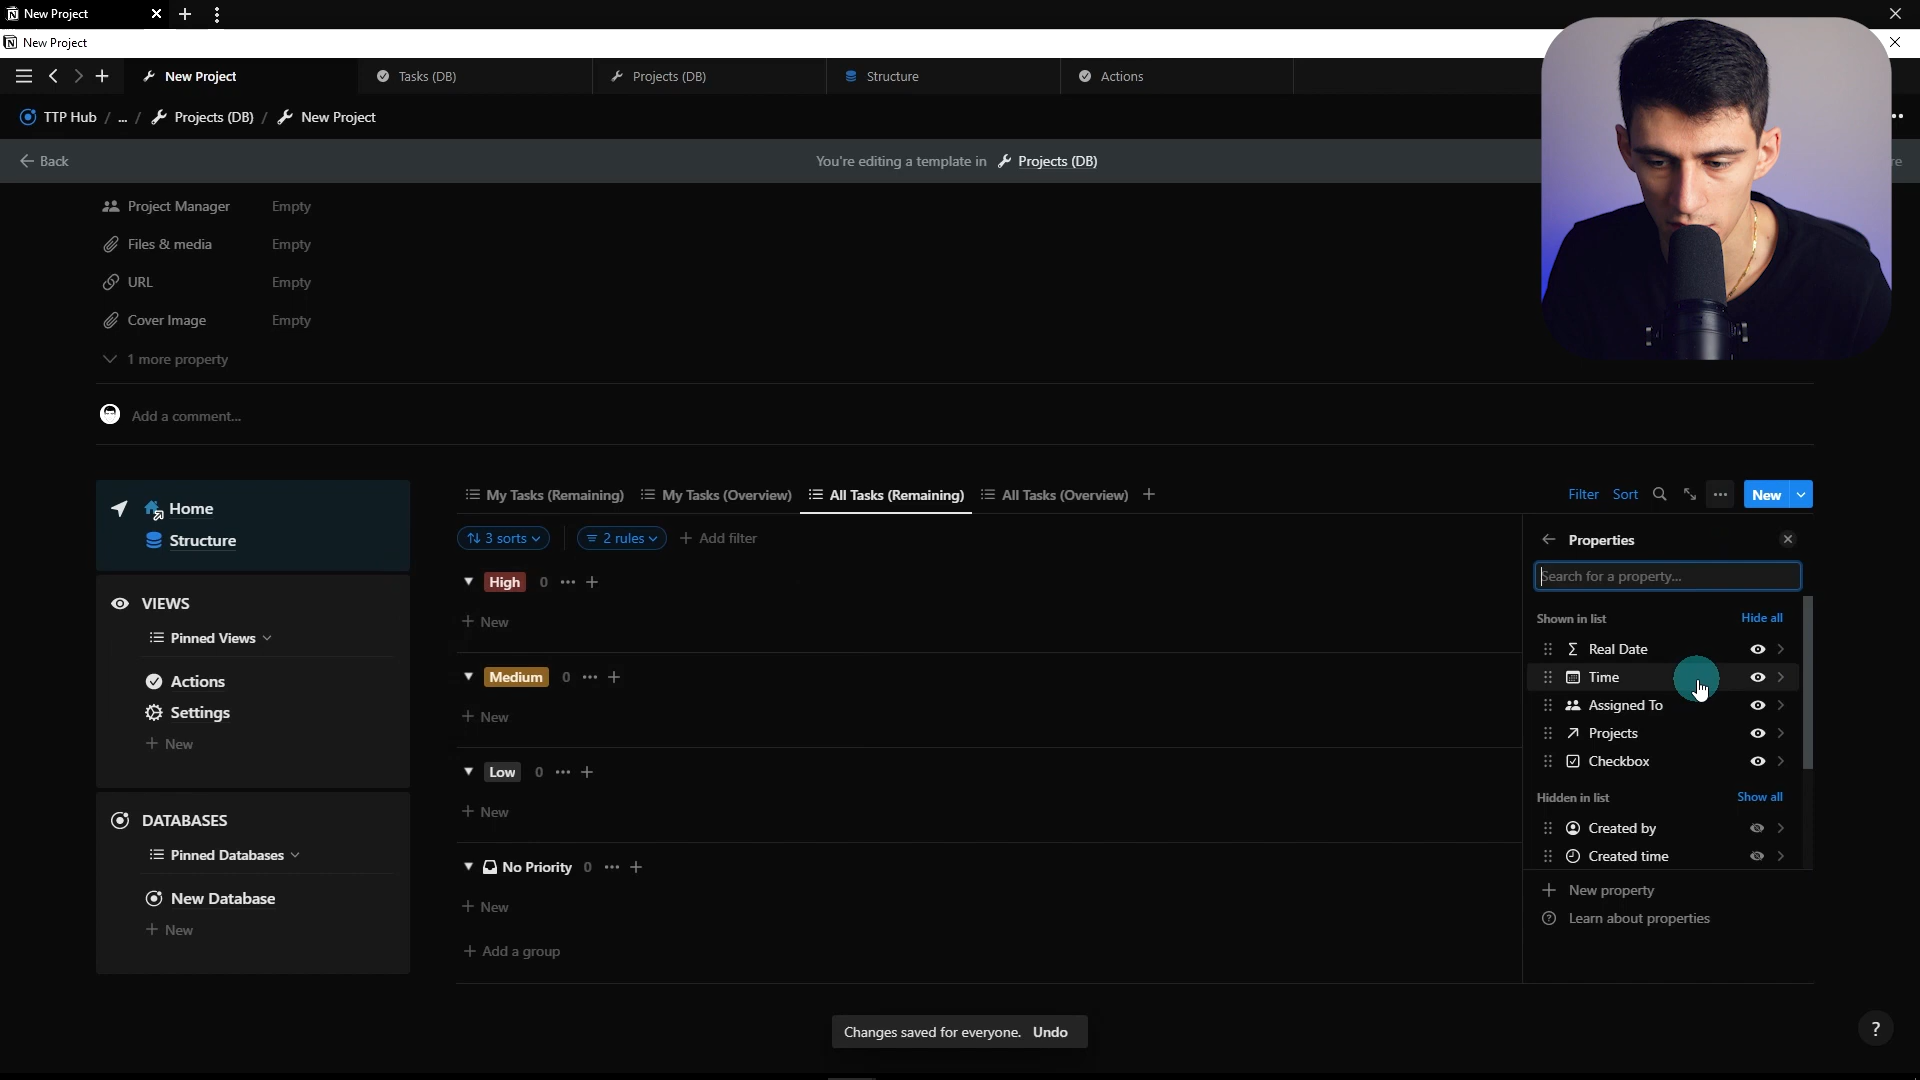 New Project
New Project
New Project
Tasks (DB)
Projects (DB)
Structure
Actions
TTP Hub / ... / Projects (DB) / New Project
Back
You're editing a template in Projects (DB)
Project Manager Empty
Files & media Empty
URL Empty
Cover Image Empty
1 more property
Add a comment...
Home
Structure
VIEWS
Pinned Views
Actions
Settings
New
DATABASES
Pinned Databases
New Database
New
My Tasks (Remaining) My Tasks (Overview) All Tasks (Remaining) All Tasks (Overview)
Filter Sort New
3 sorts 2 rules Add filter
High 0
New
Medium 0
New
Low 0
New
No Priority 0
New
Add a group
Properties
Search for a property...
Shown in list Hide all
Real Date
Time
Assigned To
Projects
Checkbox
Hidden in list Show all
Created by
Created time
New property
Learn about properties
Changes saved for everyone. Undo
?